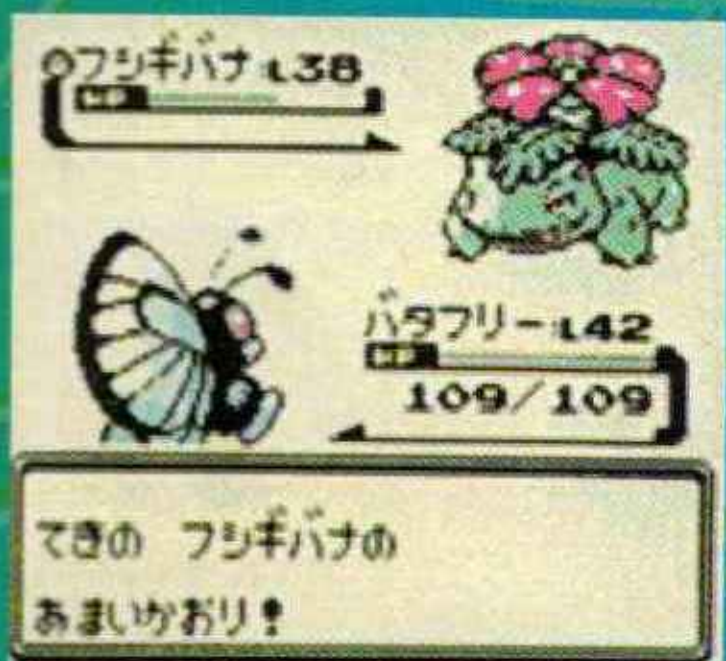 フシギバナ :L38
HP
バタフリー :L42
HP
109/109
てきの フシギバナの
あまいかおり!